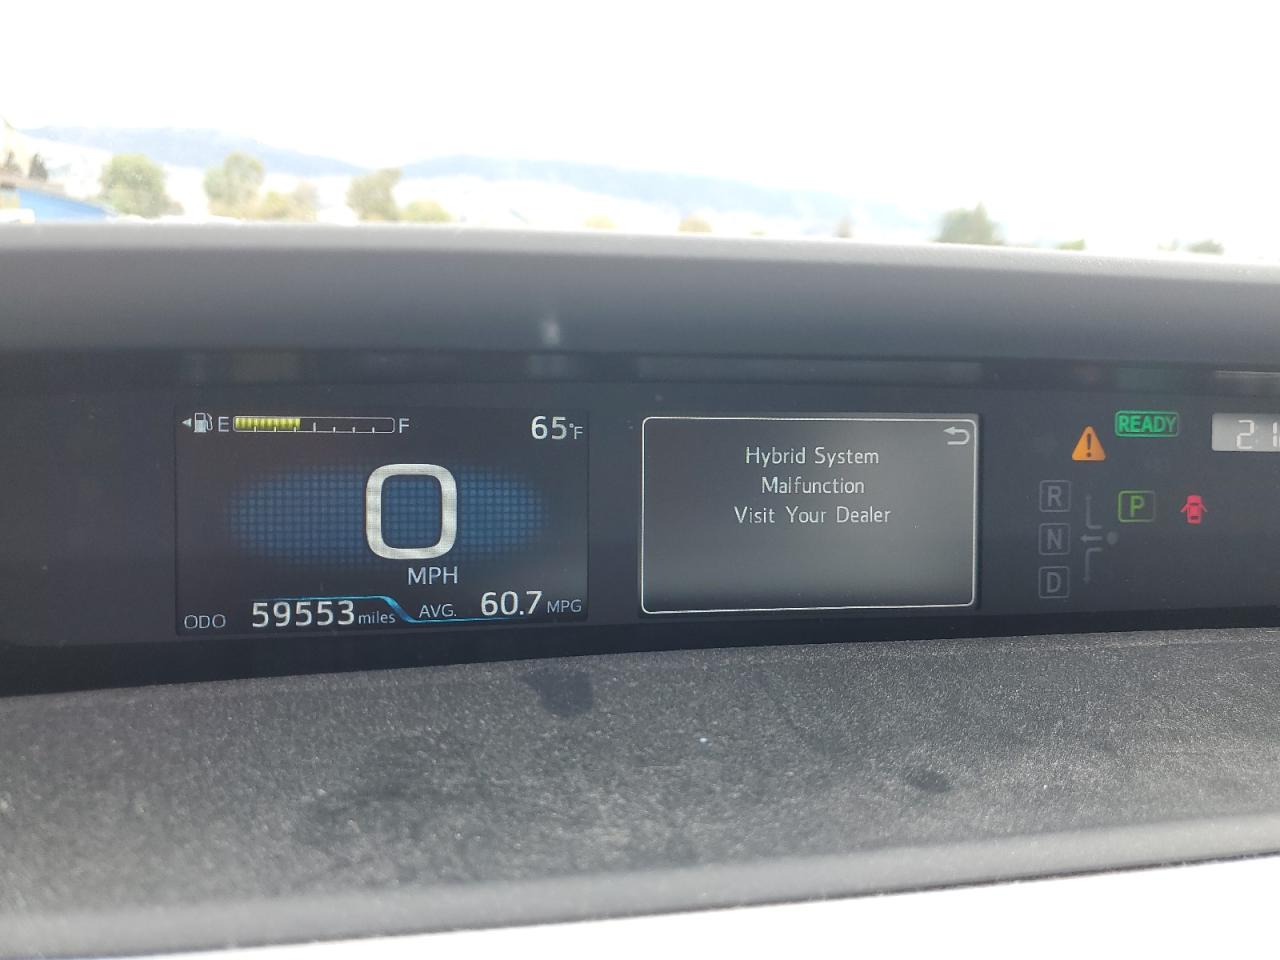 E F
65°F
0
MPH
ODO 59553 miles AVG. 60.7 MPG
Hybrid System
Malfunction
Visit Your Dealer
READY
R
N
D
P